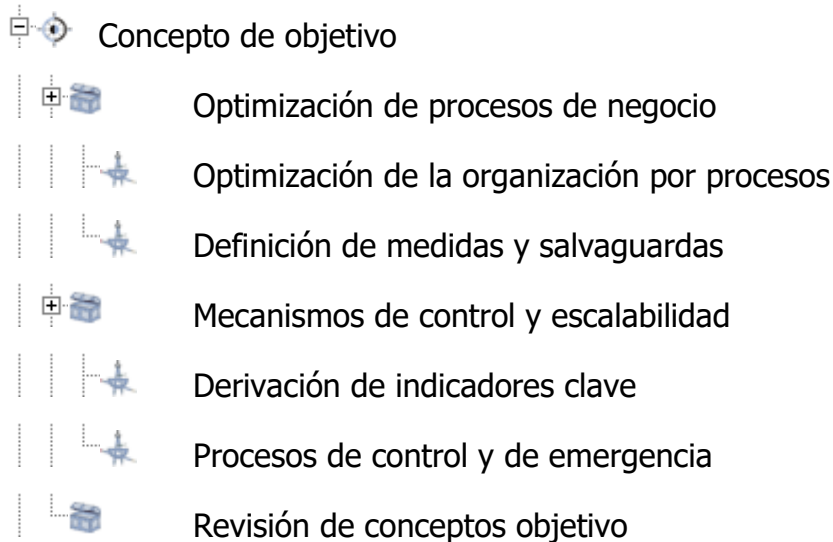 Concepto de objetivo
Optimización de procesos de negocio
Optimización de la organización por procesos
Definición de medidas y salvaguardas
Mecanismos de control y escalabilidad
Derivación de indicadores clave
Procesos de control y de emergencia
Revisión de conceptos objetivo